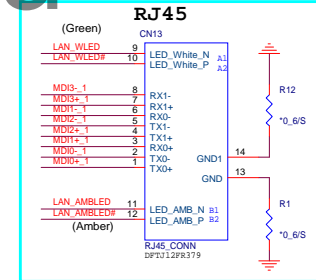 RJ45
(Green)
CN13
LAN_WLED 9 LED_White_N A1
LAN_WLED# 10 LED_White_P A2
R12
MDI3-_1 8 RX1-
MDI3+_1 7 RX1+
MDI1-_1 6 RX0-
MDI2-_1 5 TX1-
MDI2+_1 4 TX1+
MDI1+_1 3 RX0+
MDI0-_1 2 TX0-
MDI0+_1 1 TX0+
*0_6/S
GND1 14
GND 13
R1
LAN_AMBLED 11 LED_AMB_N B1
LAN_AMBLED# 12 LED_AMB_P B2
(Amber)
*0_6/S
RJ45_CONN
DFTJ12FR379